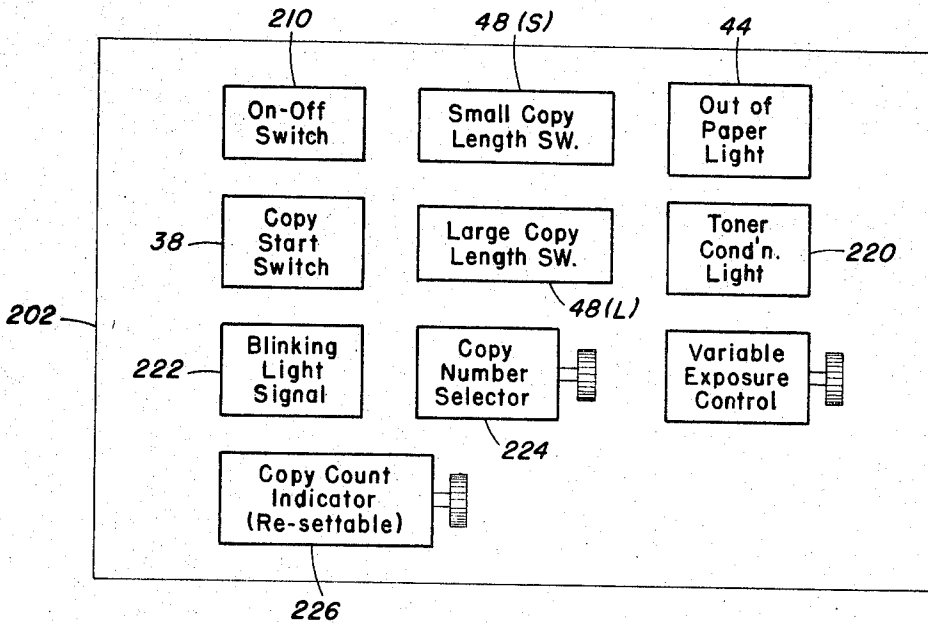 210
48(S)
44
On-Off
Switch
Small Copy
Length SW.
Out of
Paper
Light
38
Copy
Start
Switch
Large Copy
Length SW.
48(L)
Toner
Cond'n.
Light
220
202
222
Blinking
Light
Signal
Copy
Number
Selector
224
Variable
Exposure
Control
Copy Count
Indicator
(Re-settable)
226